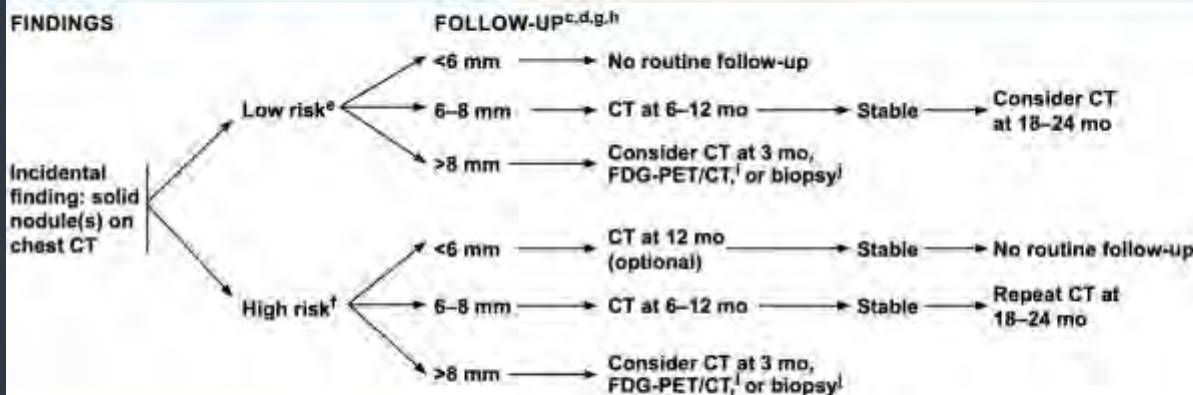 FINDINGS
FOLLOW-UPc,d,g,h
<6 mm
No routine follow-up
Low riske
6–8 mm
CT at 6–12 mo
Stable
Consider CT
at 18–24 mo
>8 mm
Consider CT at 3 mo,
FDG-PET/CT,i or biopsyj
Incidental
finding: solid
nodule(s) on
chest CT
High riskf
<6 mm
CT at 12 mo
(optional)
Stable
No routine follow-up
6–8 mm
CT at 6–12 mo
Stable
Repeat CT at
18–24 mo
>8 mm
Consider CT at 3 mo,
FDG-PET/CT,i or biopsyj